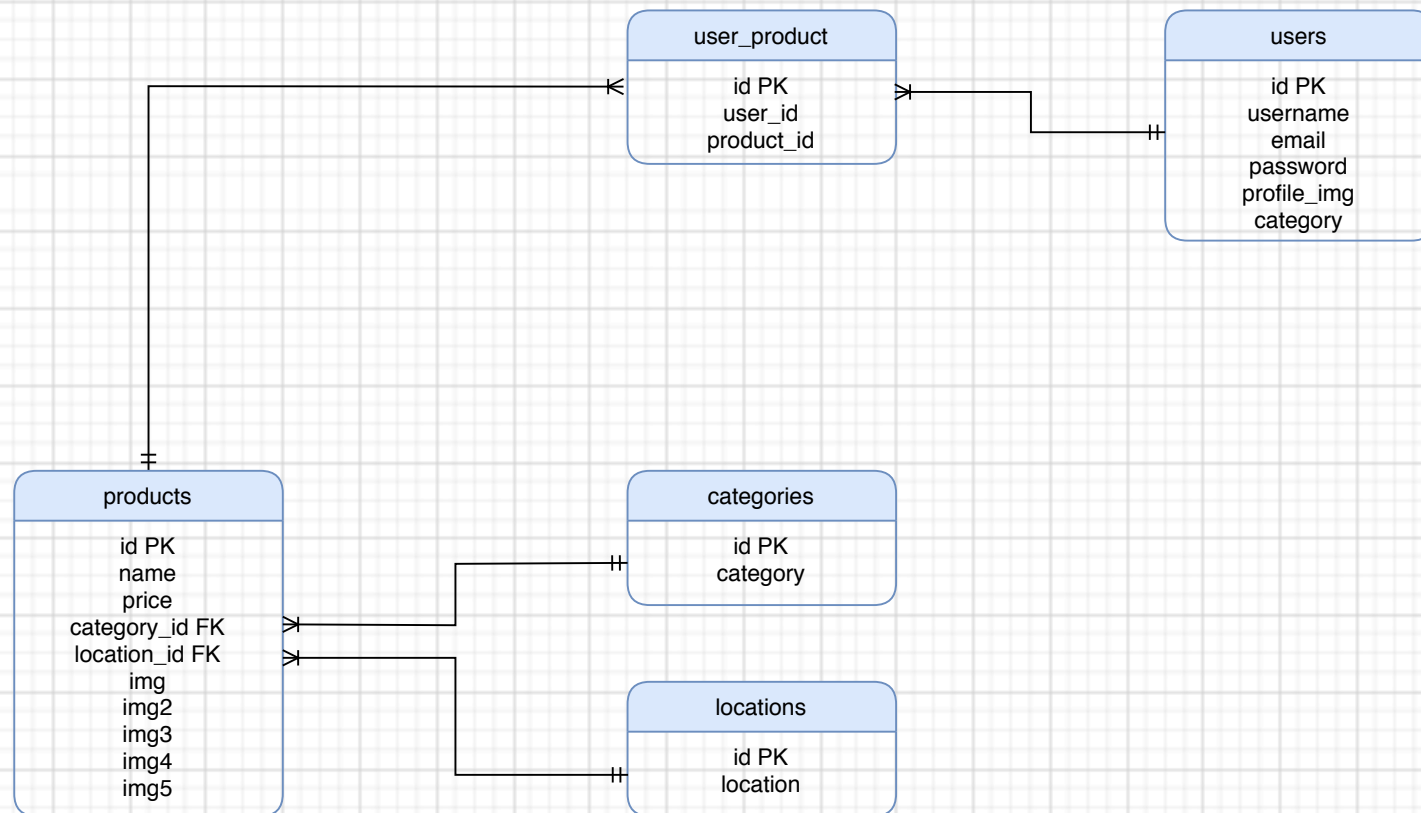 user_product
id PK
user_id
product_id
users
id PK
username
email
password
profile_img
category
products
id PK
name
price
category_id FK
location_id FK
img
img2
img3
img4
img5
categories
id PK
category
locations
id PK
location